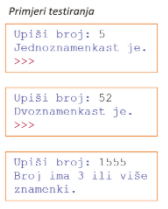 Primjeri testiranja
Upiši broj: 5
Jednoznamenkast je.
>>>
Upiši broj: 52
Dvoznamenkast je.
>>>
Upiši broj: 1555
Broj ima 3 ili više
znamenki.